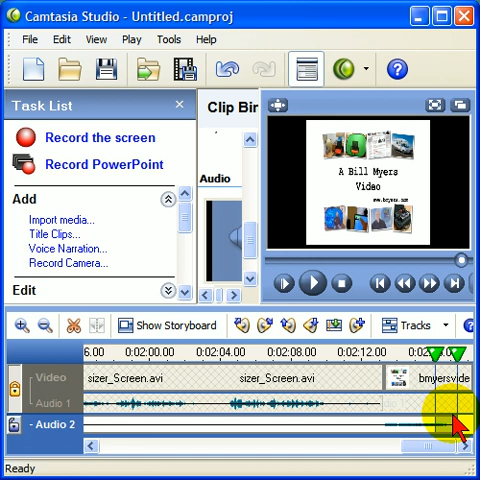 Camtasia Studio - Untitled.camproj
File Edit View Play Tools Help
Task List
Clip Bir
Record the screen
Record PowerPoint
Add
Import media...
Title Clips...
Voice Narration...
Record Camera...
Edit
Audio
A Bill Myers
Video
www.bmyers.com
Show Storyboard
Tracks
6.00 0:02:00.00 0:02:04.00 0:02:08.00 0:02:12.00
Video
sizer_Screen.avi
sizer_Screen.avi
bmyersvide
Audio 1
- Audio 2
Ready